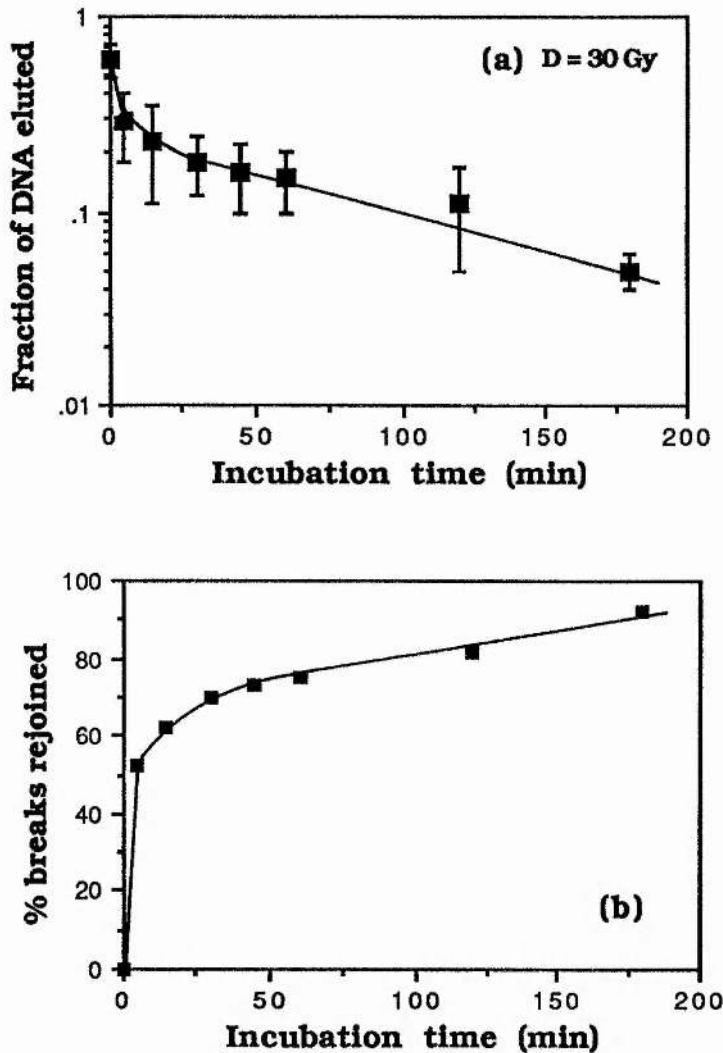 (a) D = 30 Gy
Fraction of DNA eluted
1
.1
.01
0 50 100 150 200
Incubation time (min)
% breaks rejoined
100
80
60
40
20
0
(b)
0 50 100 150 200
Incubation time (min)